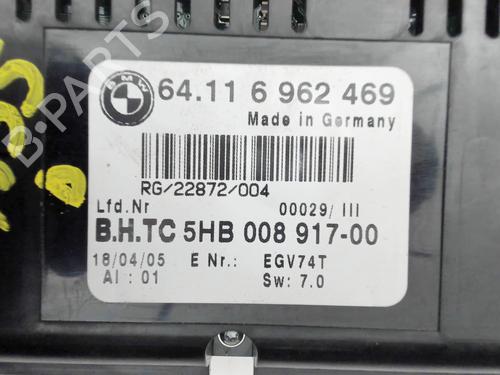 BMW
64.11 6 962 469
Made in Germany
RG/22872/004
Lfd.Nr 00029/ III
B.H.TC 5HB 008 917-00
18/04/05 E Nr.: EGV74T
AI : 01 Sw: 7.0
B-PARTS